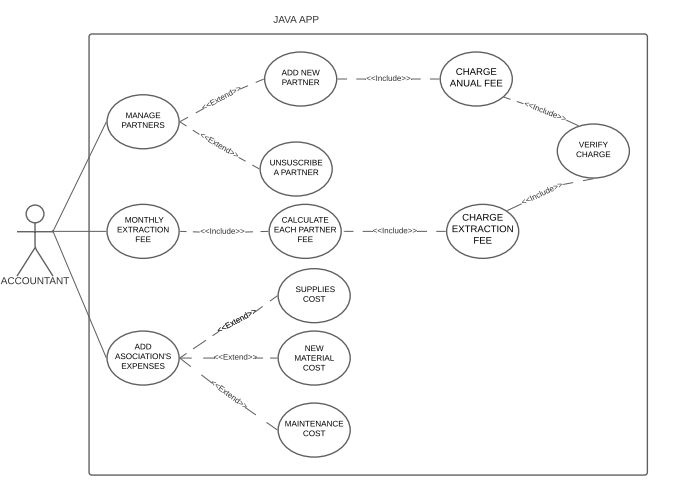 JAVA APP
ADD NEW
PARTNER
<<Include>>
CHARGE
ANUAL FEE
<<Extend>>
<<Include>>
MANAGE
PARTNERS
<<Extend>>
VERIFY
CHARGE
UNSUSCRIBE
A PARTNER
<<Include>>
MONTHLY
EXTRACTION
FEE
<<Include>>
CALCULATE
EACH PARTNER
FEE
<<Include>>
CHARGE
EXTRACTION
FEE
ACCOUNTANT
SUPPLIES
COST
<<Extend>>
ADD
ASOCIATION'S
EXPENSES
<<Extend>>
NEW
MATERIAL
COST
<<Extend>>
MAINTENANCE
COST